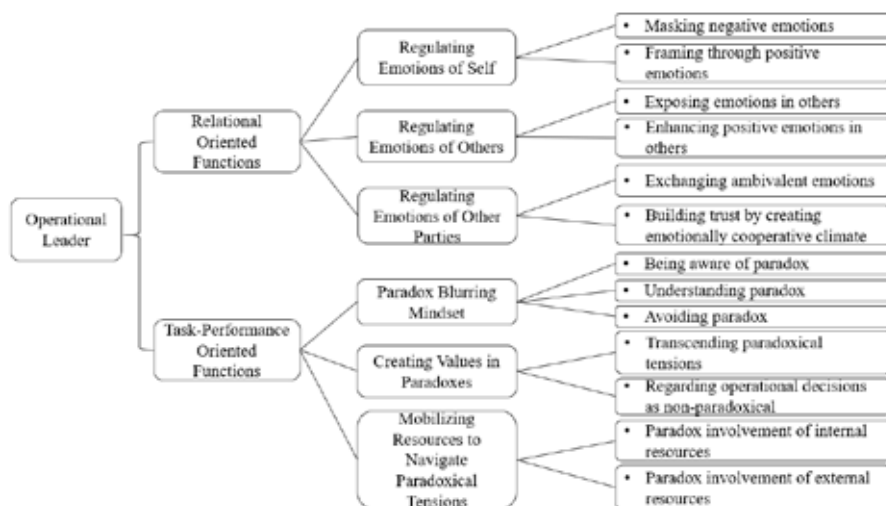 Operational
Leader
Relational
Oriented
Functions
Task-Performance
Oriented
Functions
Regulating
Emotions of Self
Regulating
Emotions of Others
Regulating
Emotions of Other
Parties
Paradox Blurring
Mindset
Creating Values in
Paradoxes
Mobilizing
Resources to
Navigate
Paradoxical
Tensions
• Masking negative emotions
• Framing through positive
emotions
• Exposing emotions in others
• Enhancing positive emotions in
others
• Exchanging ambivalent emotions
• Building trust by creating
emotionally cooperative climate
• Being aware of paradox
• Understanding paradox
• Avoiding paradox
• Transcending paradoxical
tensions
• Regarding operational decisions
as non-paradoxical
• Paradox involvement of internal
resources
• Paradox involvement of external
resources